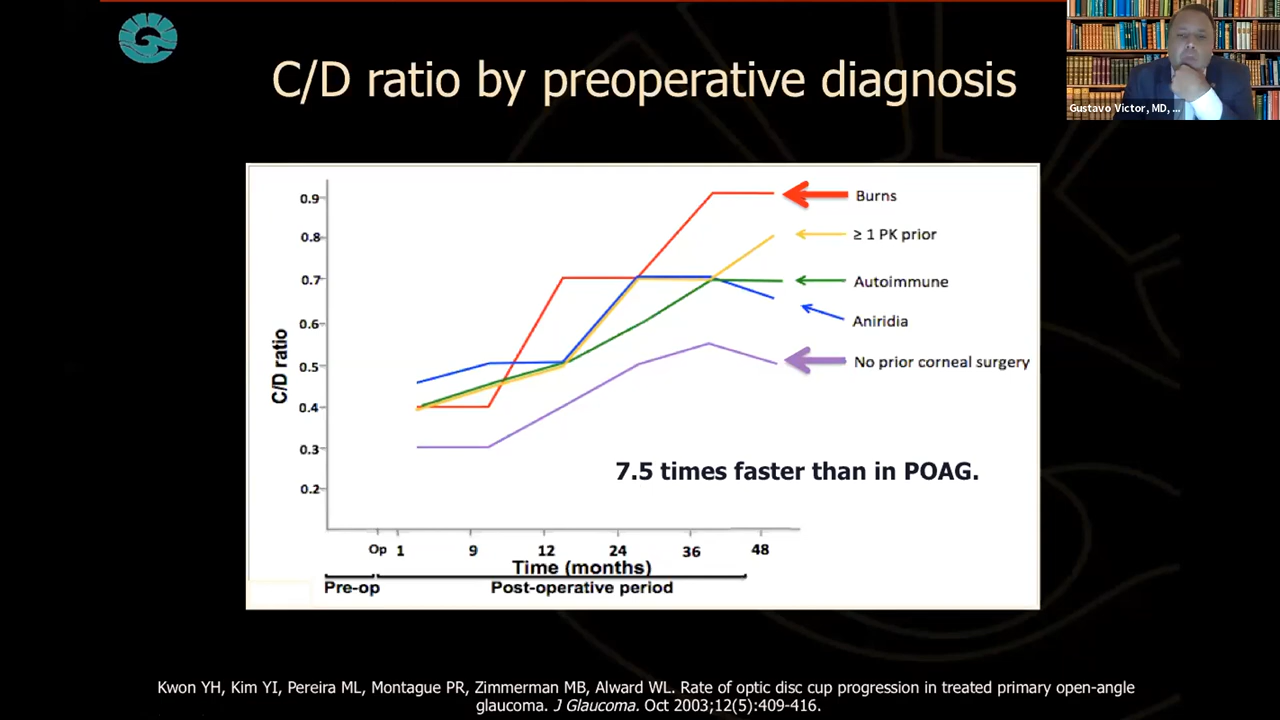 C/D ratio by preoperative diagnosis
Gustavo Victor, MD, ...
0.9
0.8
0.7
0.6
0.5
0.4
0.3
0.2
C/D ratio
Burns
≥ 1 PK prior
Autoimmune
Aniridia
No prior corneal surgery
7.5 times faster than in POAG.
Op 1 9 12 24 36 48
Time (months)
Pre-op Post-operative period
Kwon YH, Kim YI, Pereira ML, Montague PR, Zimmerman MB, Alward WL. Rate of optic disc cup progression in treated primary open-angle
glaucoma. J Glaucoma. Oct 2003;12(5):409-416.